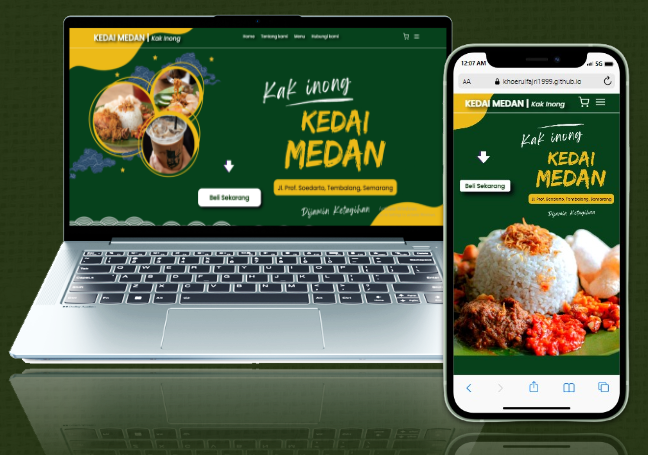 KEDAI MEDAN | Kak Inong
Home Tentang kami Menu Hubungi kami
Kak inong
KEDAI
MEDAN
Jl. Prof. Soedarto, Tembalang, Semarang
Beli Sekarang
Dijamin Ketagihan
12:07 AM
5G
AA khoerulfajri1999.github.io
KEDAI MEDAN | Kak Inong
Kak inong
KEDAI
MEDAN
Beli Sekarang
Jl. Prof. Soedarto, Tembalang, Semarang
Dijamin Ketagihan